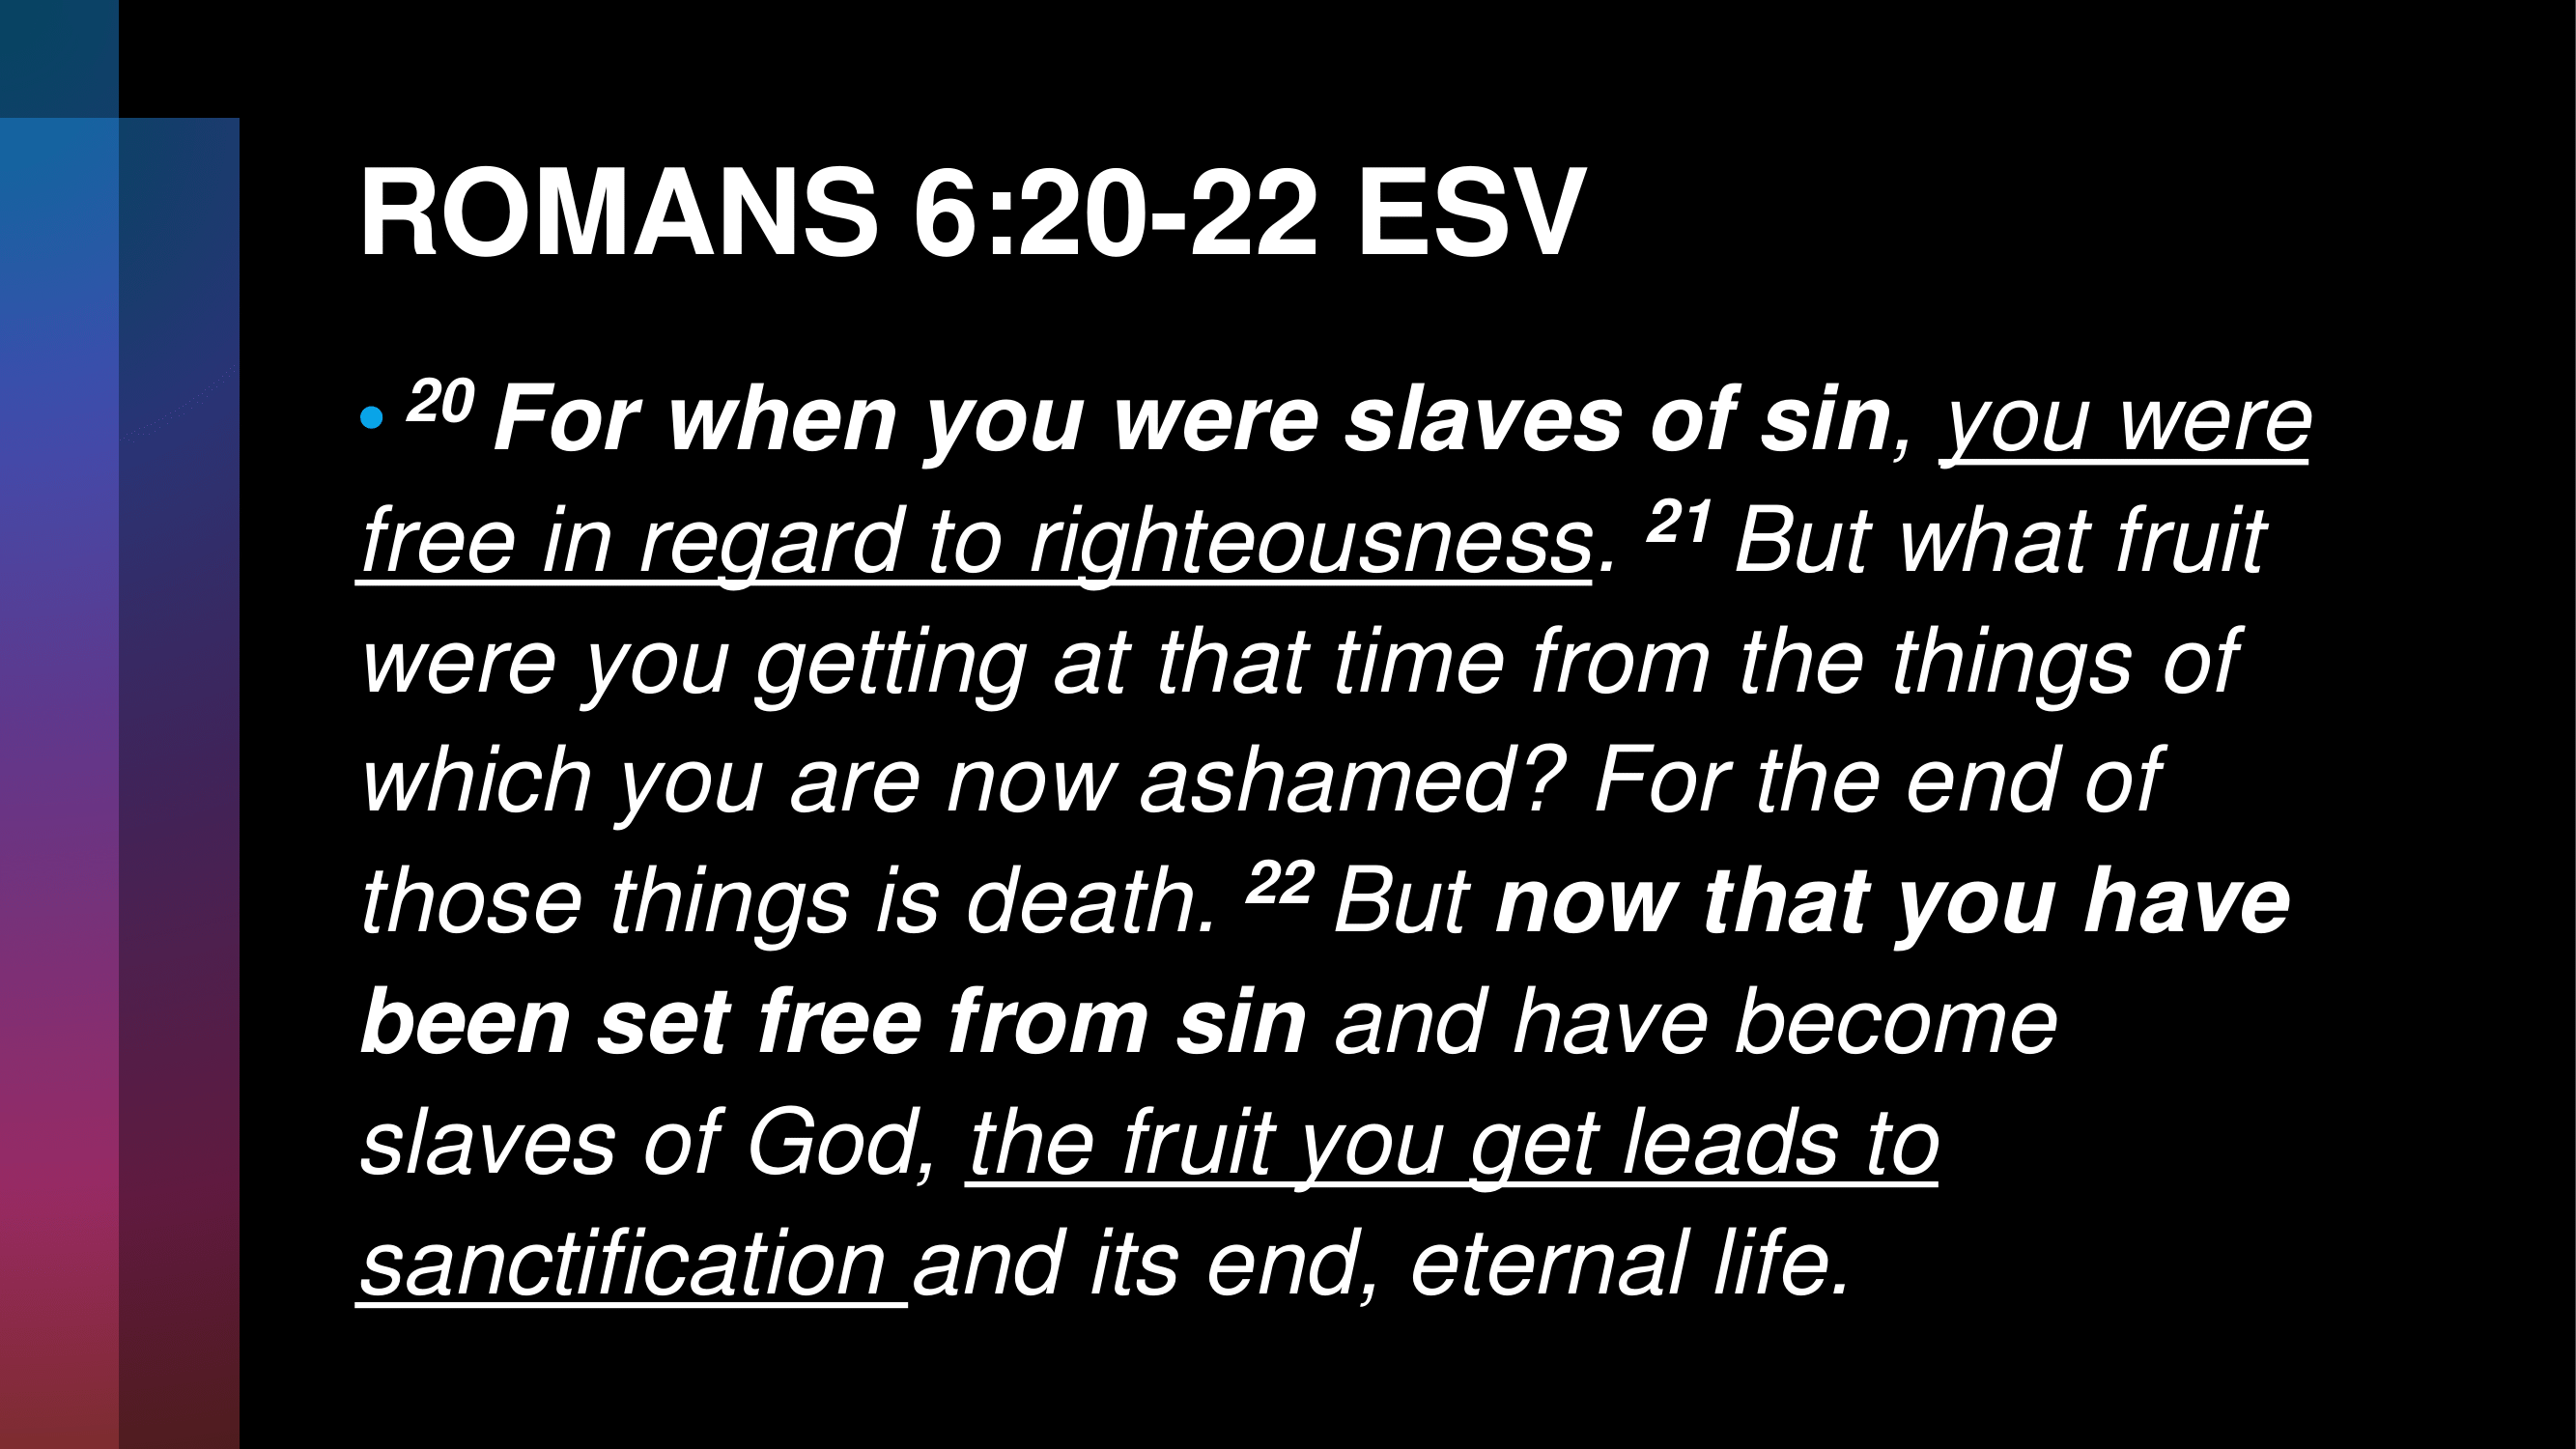 ROMANS 6:20-22 ESV
• 20 For when you were slaves of sin, you were
free in regard to righteousness. 21 But what fruit
were you getting at that time from the things of
which you are now ashamed? For the end of
those things is death. 22 But now that you have
been set free from sin and have become
slaves of God, the fruit you get leads to
sanctification and its end, eternal life.